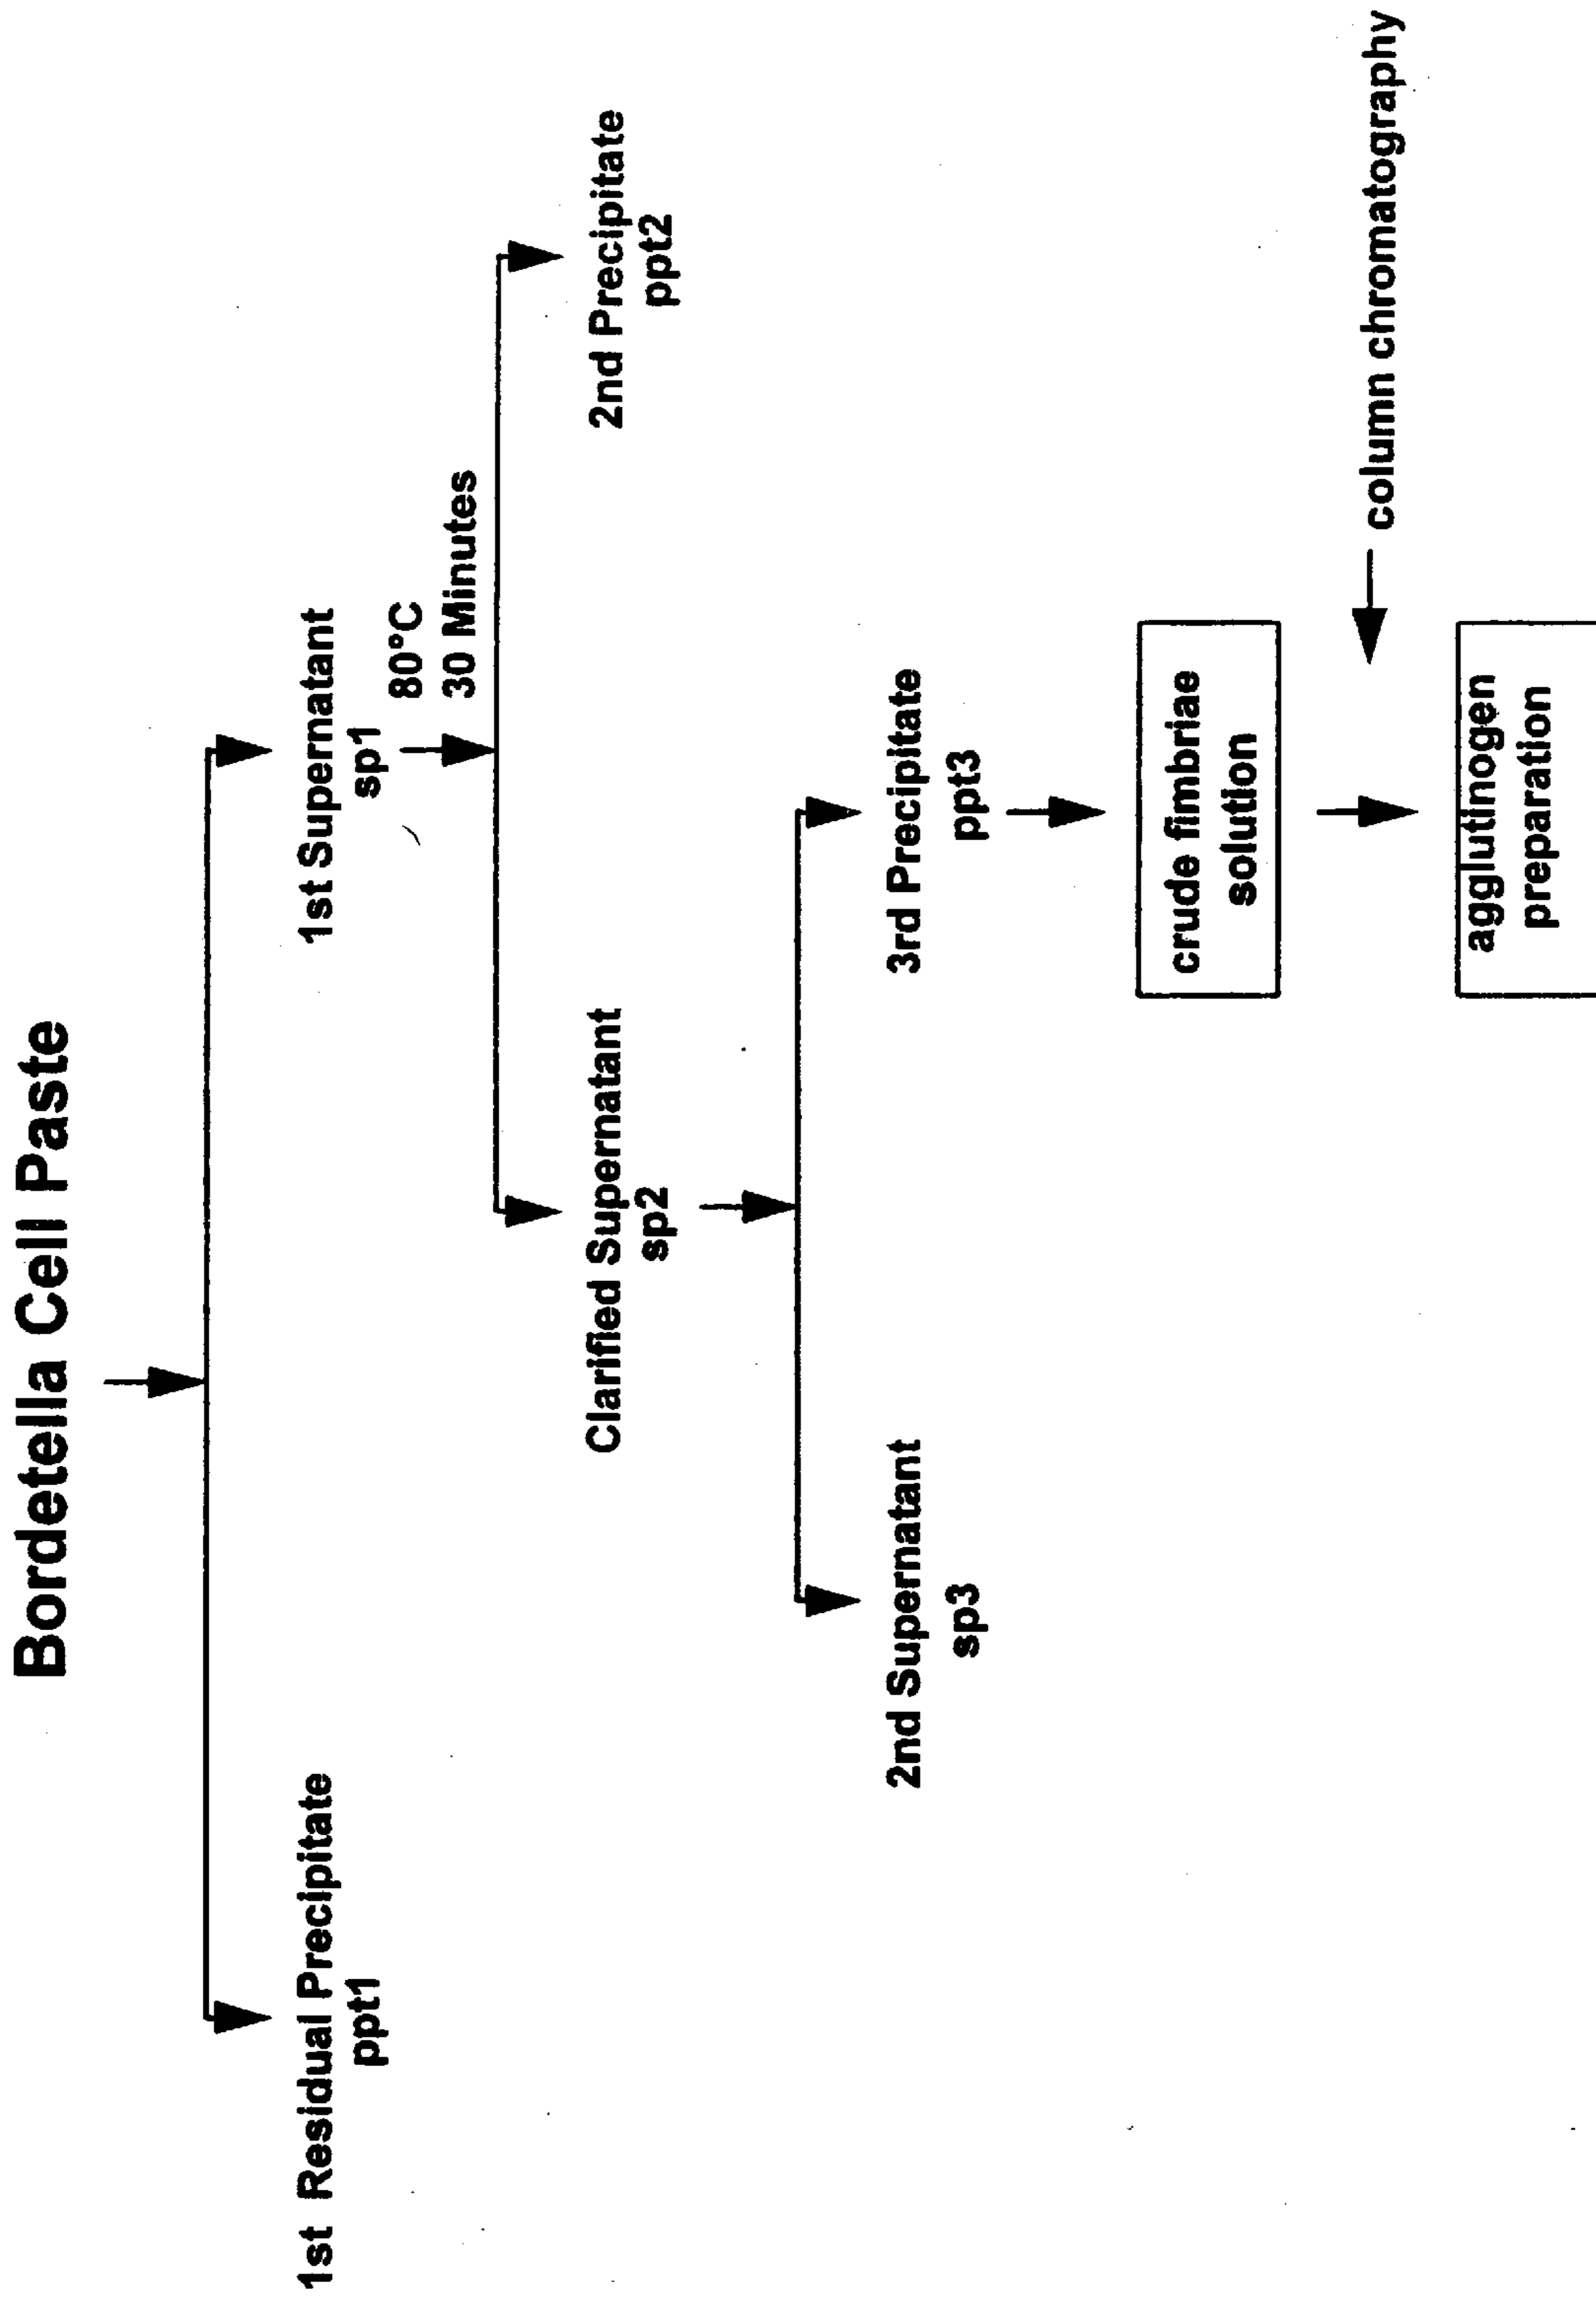 Bordetella Cell Paste
1st Residual Precipitate
ppt1
1st Supernatant
sp1
80°C
30 Minutes
Clarified Supernatant
sp2
2nd Precipitate
ppt2
2nd Supernatant
sp3
3rd Precipitate
ppt3
crude fimbriae
solution
column chromatography
agglutinogen
preparation